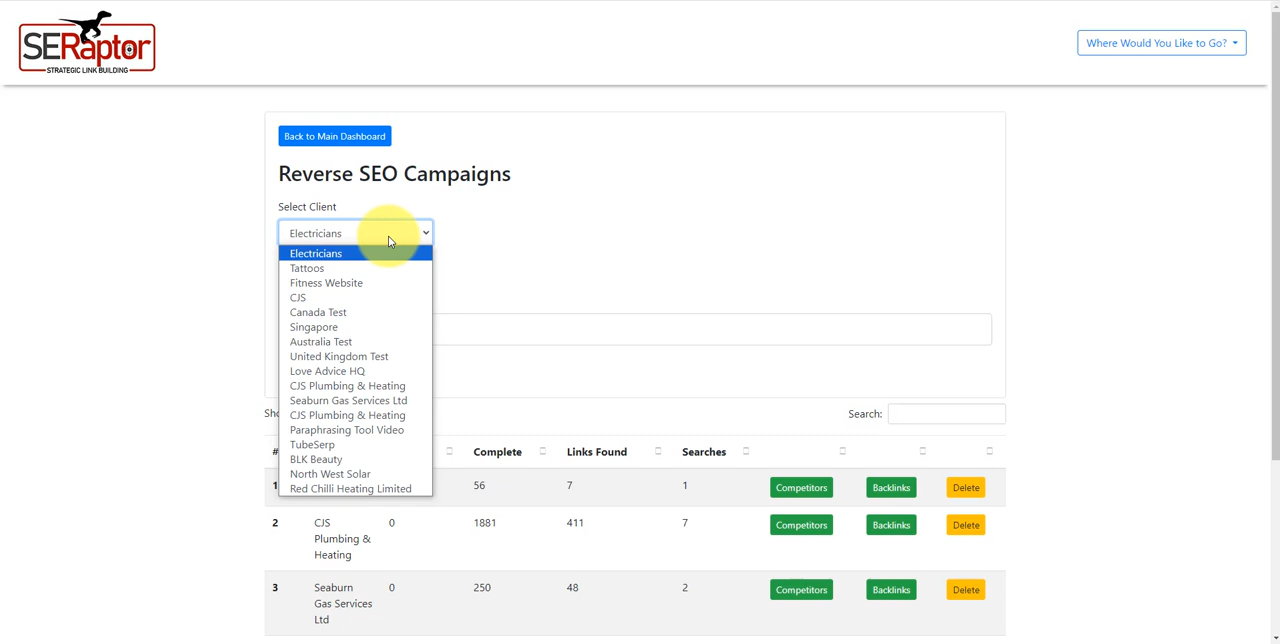 SERaptor
STRATEGIC LINK BUILDING
Where Would You Like to Go?
Back to Main Dashboard
Reverse SEO Campaigns
Select Client
Electricians
Electricians
Tattoos
Fitness Website
CJS
Canada Test
Singapore
Australia Test
United Kingdom Test
Love Advice HQ
CJS Plumbing & Heating
Seaburn Gas Services Ltd
CJS Plumbing & Heating
Paraphrasing Tool Video
TubeSerp
BLK Beauty
North West Solar
Red Chilli Heating Limited
Search:
# Complete Links Found Searches
1 56 7 1 Competitors Backlinks Delete
2 CJS 0 1881 411 7 Competitors Backlinks Delete
Plumbing &
Heating
3 Seaburn 0 250 48 2 Competitors Backlinks Delete
Gas Services
Ltd